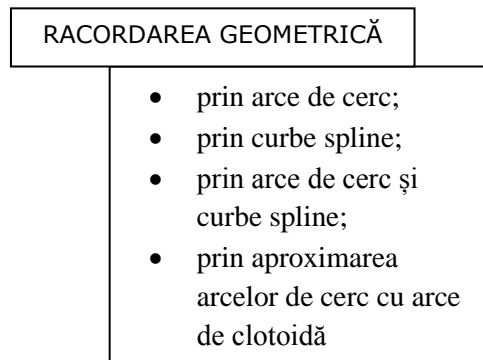 RACORDAREA GEOMETRICĂ
• prin arce de cerc;
• prin curbe spline;
• prin arce de cerc și
curbe spline;
• prin aproximarea
arcelor de cerc cu arce
de clotoidă